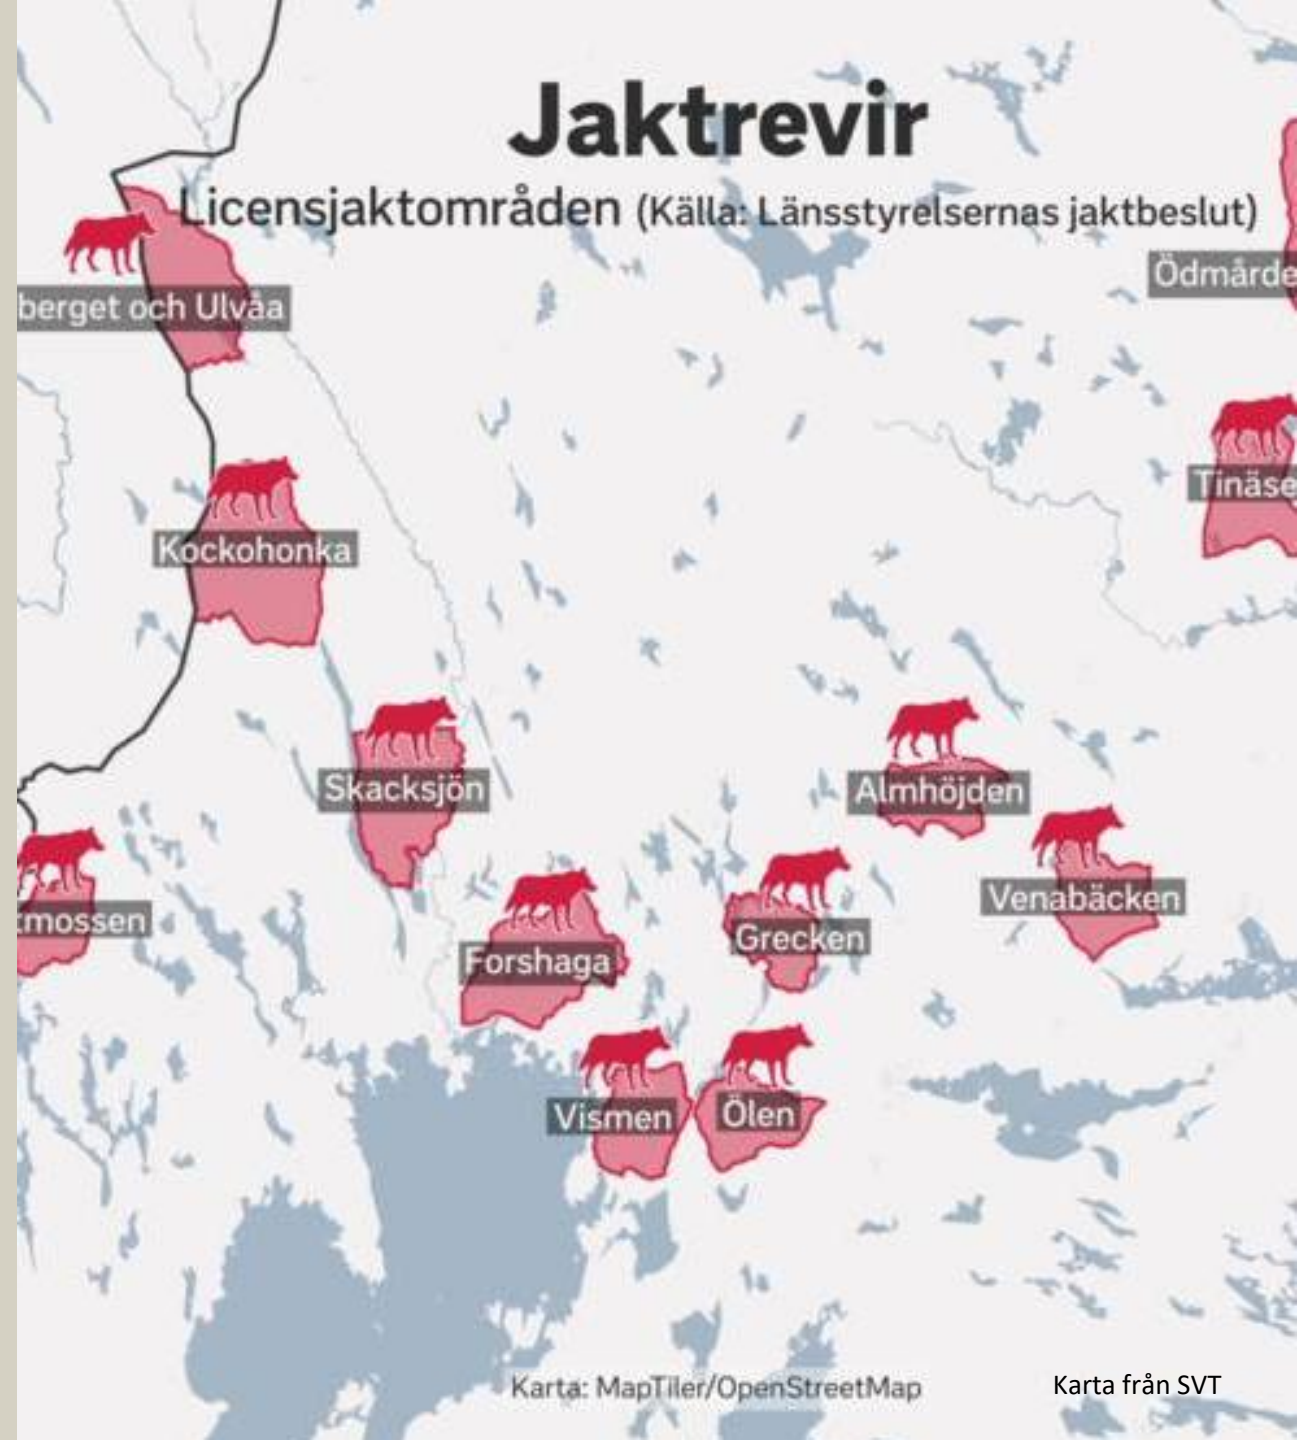 Jaktrevir
Licensjaktområden (Källa: Länsstyrelsernas jaktbeslut)
Ödmårde
berget och Ulvåa
Tinäse
Kockohonka
Skacksjön
Almhöjden
Venabäcken
mossen
Grecken
Forshaga
Vismen
Ölen
Karta: MapTiler/OpenStreetMap
Karta från SVT